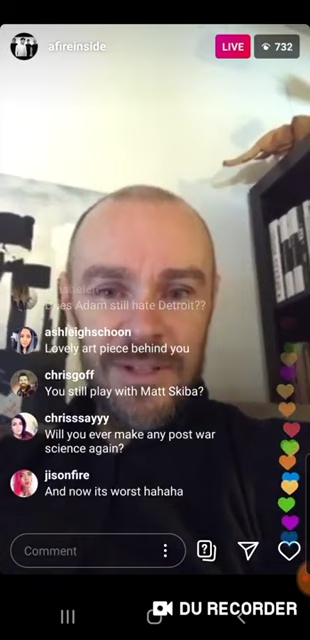 afireinside
LIVE
732
Does Adam still hate Detroit??
ashleighschoon
Lovely art piece behind you
chrisgoff
You still play with Matt Skiba?
chrisssayyy
Will you ever make any post war
science again?
jisonfire
And now its worst hahaha
Comment
DU RECORDER